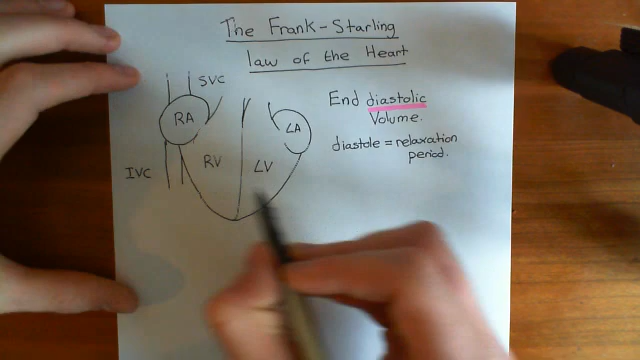 The Frank-Starling
law of the Heart
SVC
RA
LA
RV
LV
IVC
End diastolic
Volume.
diastole = relaxation
period.